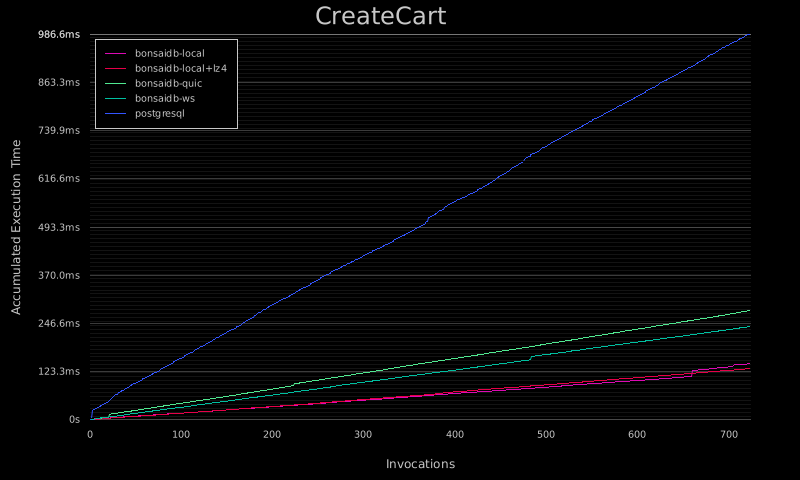 CreateCart
986.6ms
863.3ms
739.9ms
616.6ms
493.3ms
370.0ms
246.6ms
123.3ms
0s
Accumulated Execution Time
bonsaidb-local
bonsaidb-local+lz4
bonsaidb-quic
bonsaidb-ws
postgresql
0 100 200 300 400 500 600 700
Invocations